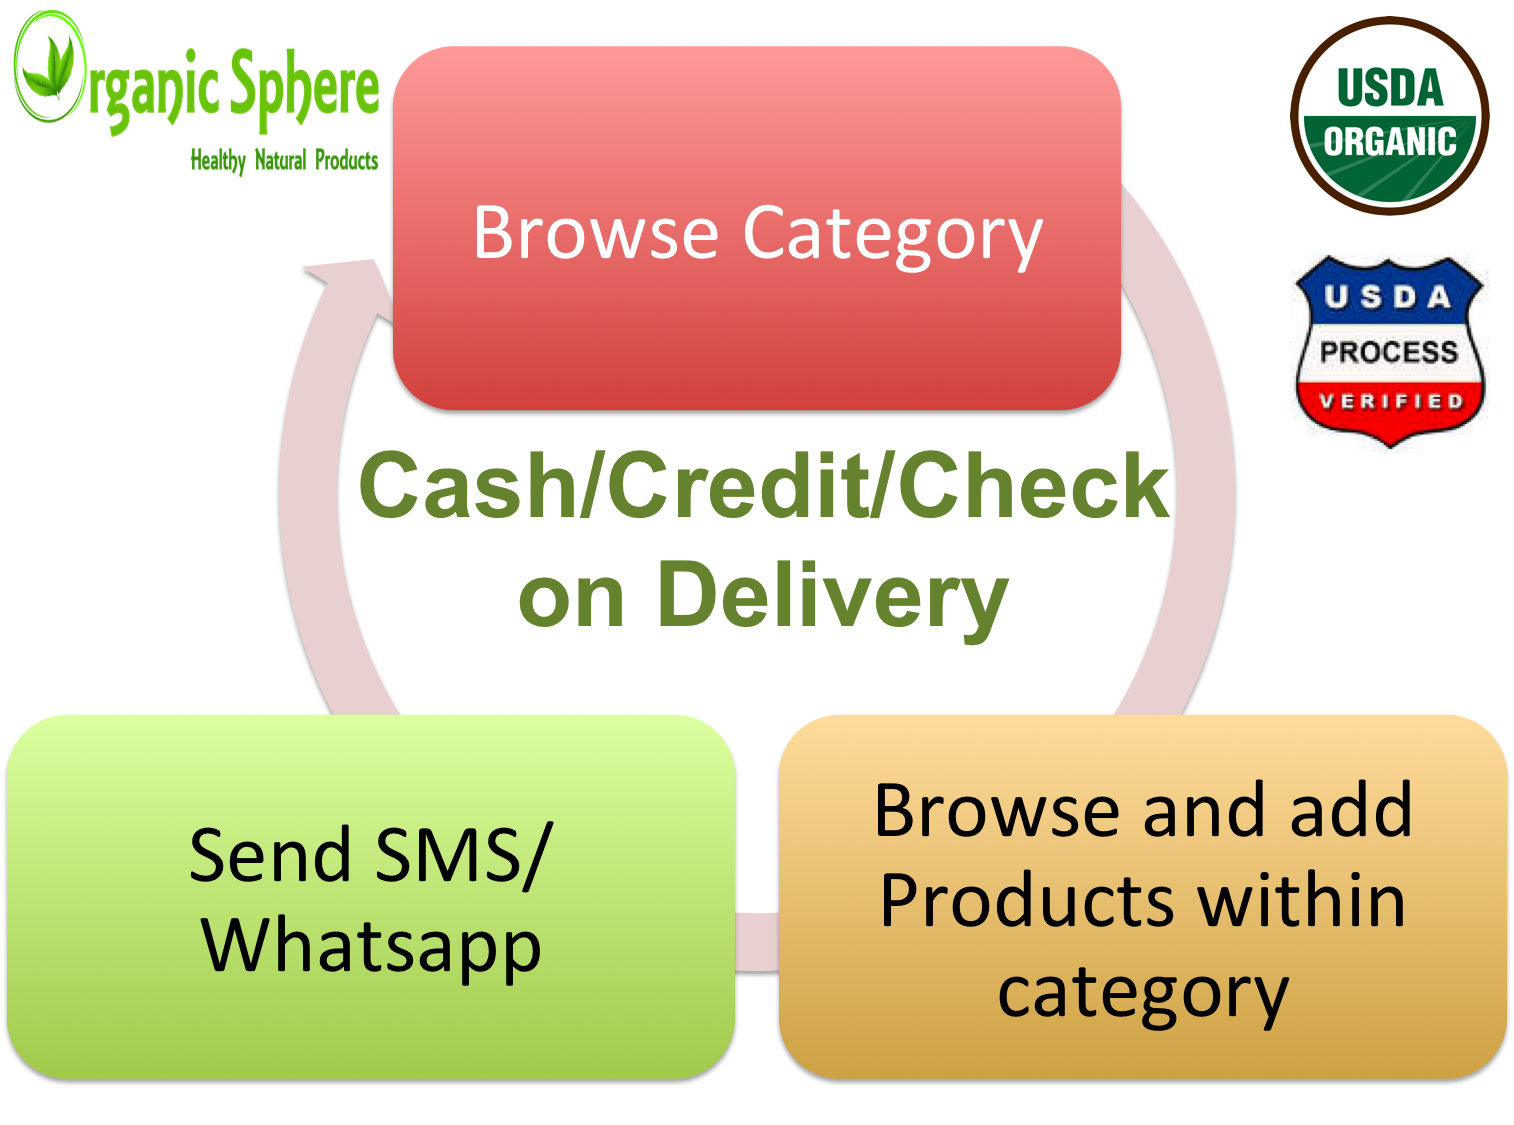 Organic Sphere
Healthy Natural Products
USDA
ORGANIC
USDA
PROCESS
VERIFIED
Browse Category
Cash/Credit/Check
on Delivery
Send SMS/
Whatsapp
Browse and add
Products within
category